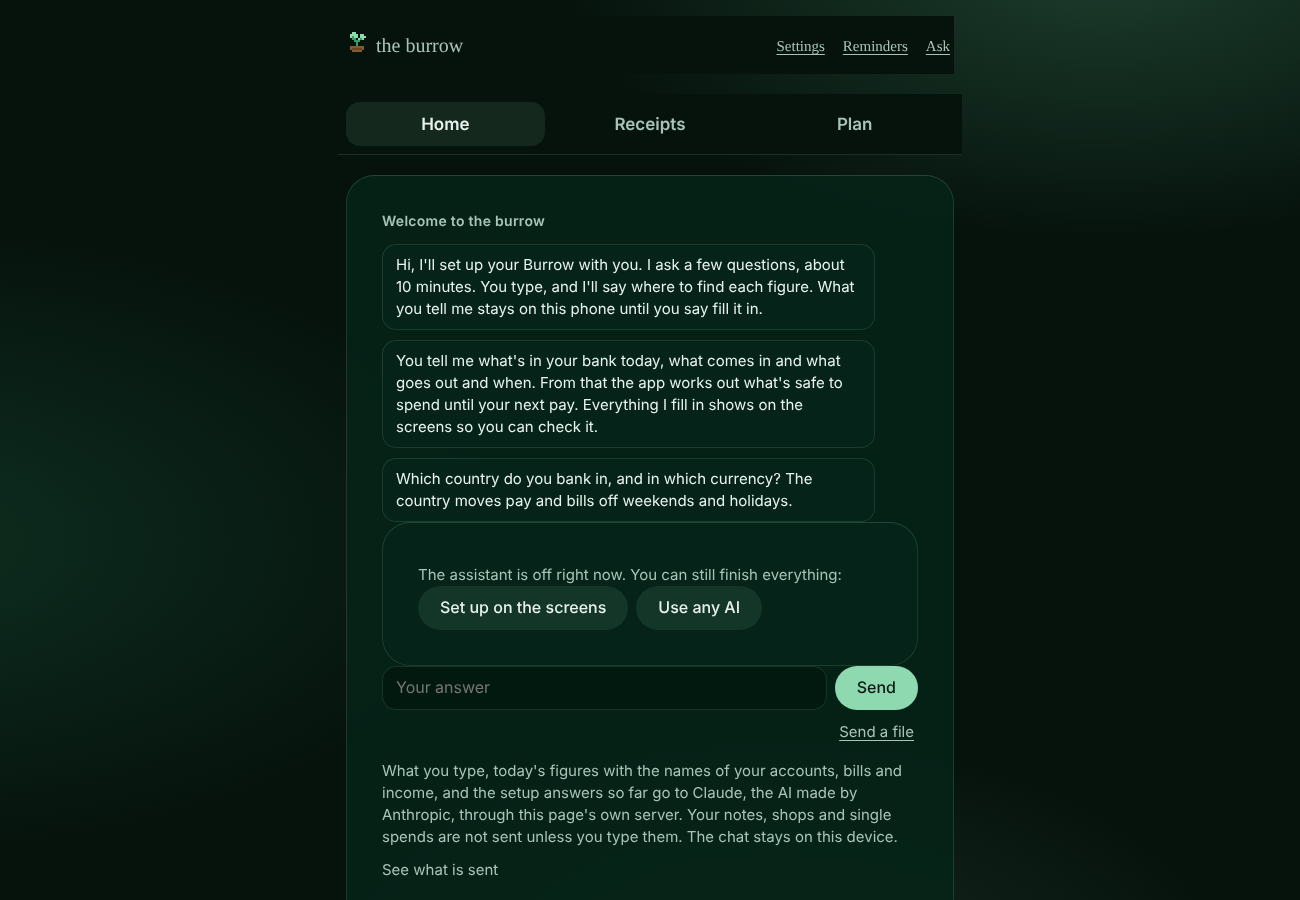 the burrow
Settings Reminders Ask
Home Receipts Plan
Welcome to the burrow
Hi, I'll set up your Burrow with you. I ask a few questions, about
10 minutes. You type, and I'll say where to find each figure. What
you tell me stays on this phone until you say fill it in.
You tell me what's in your bank today, what comes in and what
goes out and when. From that the app works out what's safe to
spend until your next pay. Everything I fill in shows on the
screens so you can check it.
Which country do you bank in, and in which currency? The
country moves pay and bills off weekends and holidays.
The assistant is off right now. You can still finish everything:
Set up on the screens Use any AI
Your answer Send
Send a file
What you type, today's figures with the names of your accounts, bills and
income, and the setup answers so far go to Claude, the AI made by
Anthropic, through this page's own server. Your notes, shops and single
spends are not sent unless you type them. The chat stays on this device.
See what is sent